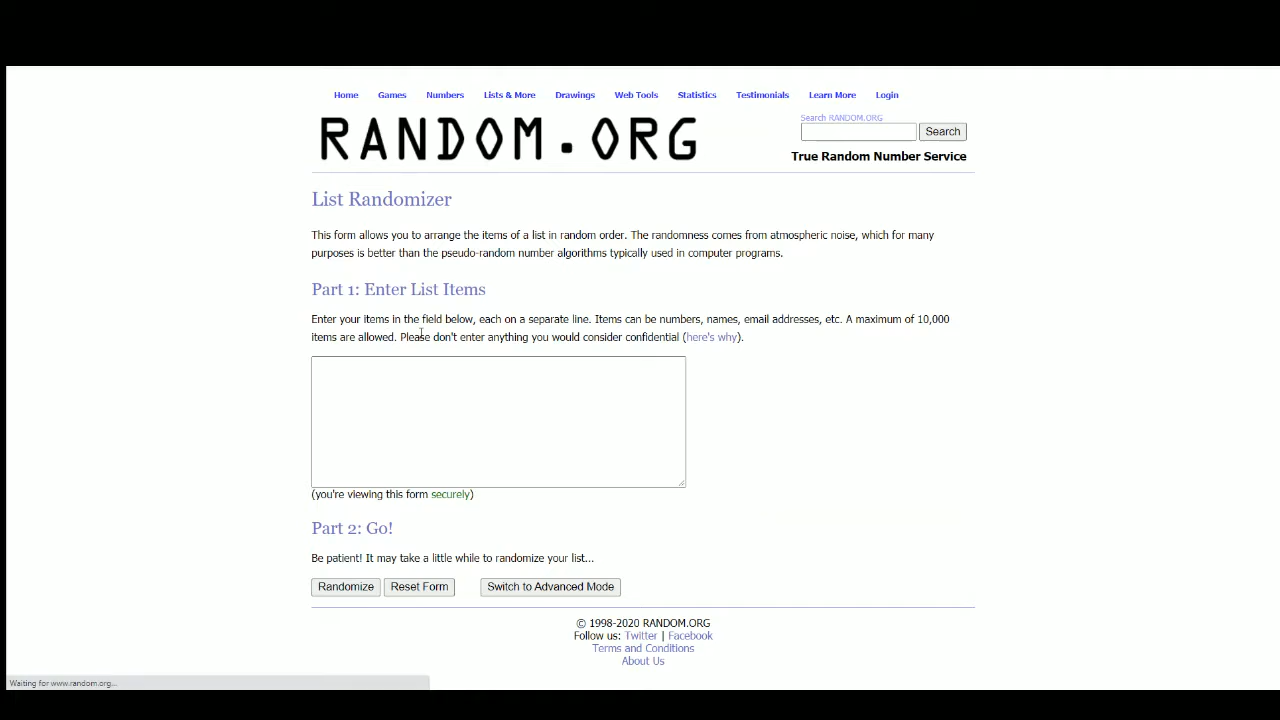 Home Games Numbers Lists & More Drawings Web Tools Statistics Testimonials Learn More Login
RANDOM.ORG
Search RANDOM.ORG
Search
True Random Number Service
List Randomizer
This form allows you to arrange the items of a list in random order. The randomness comes from atmospheric noise, which for many
purposes is better than the pseudo-random number algorithms typically used in computer programs.
Part 1: Enter List Items
Enter your items in the field below, each on a separate line. Items can be numbers, names, email addresses, etc. A maximum of 10,000
items are allowed. Please don't enter anything you would consider confidential (here's why).
(you're viewing this form securely)
Part 2: Go!
Be patient! It may take a little while to randomize your list...
Randomize Reset Form Switch to Advanced Mode
© 1998-2020 RANDOM.ORG
Follow us: Twitter | Facebook
Terms and Conditions
About Us
Waiting for www.random.org...